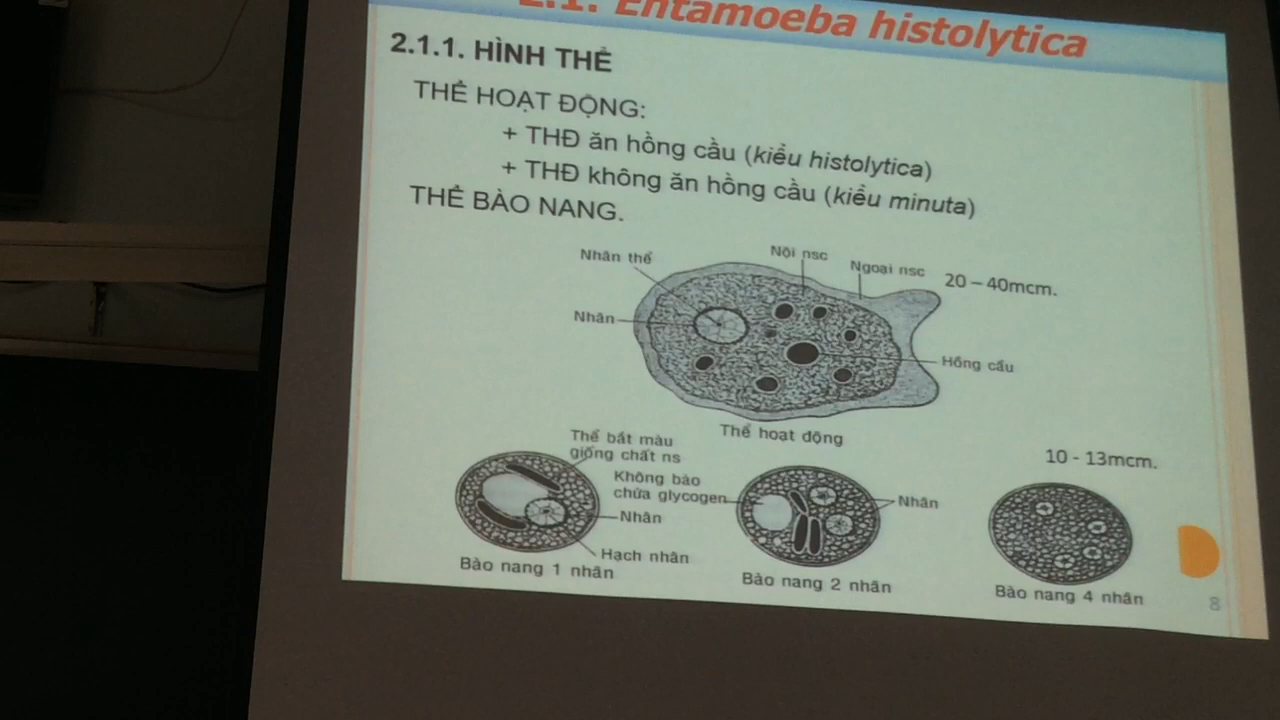 2.1. Entamoeba histolytica
2.1.1. HÌNH THỂ
THỂ HOẠT ĐỘNG:
+ THĐ ăn hồng cầu (kiểu histolytica)
+ THĐ không ăn hồng cầu (kiểu minuta)
THỂ BÀO NANG.
Nhân thể
Nội nsc
Ngoại nsc
20 – 40mcm.
Nhân
Hồng cầu
Thể hoạt động
Thể bắt màu
giống chất ns
Không bào
chứa glycogen
Nhân
Hạch nhân
Bào nang 1 nhân
Nhân
Bào nang 2 nhân
10 - 13mcm.
Bào nang 4 nhân
8